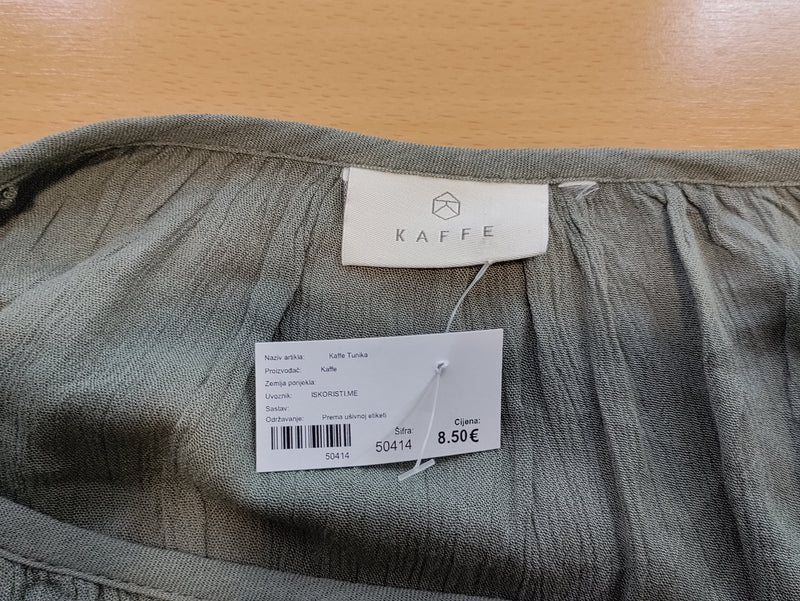 KAFFE
Naziv artikla: Kaffe Tunika
Proizvođač: Kaffe
Zemlja porijekla:
Uvoznik: ISKORISTI.ME
Sastav:
Održavanje: Prema ušivnoj etiketi
Šifra: Cijena:
50414 8.50€
50414